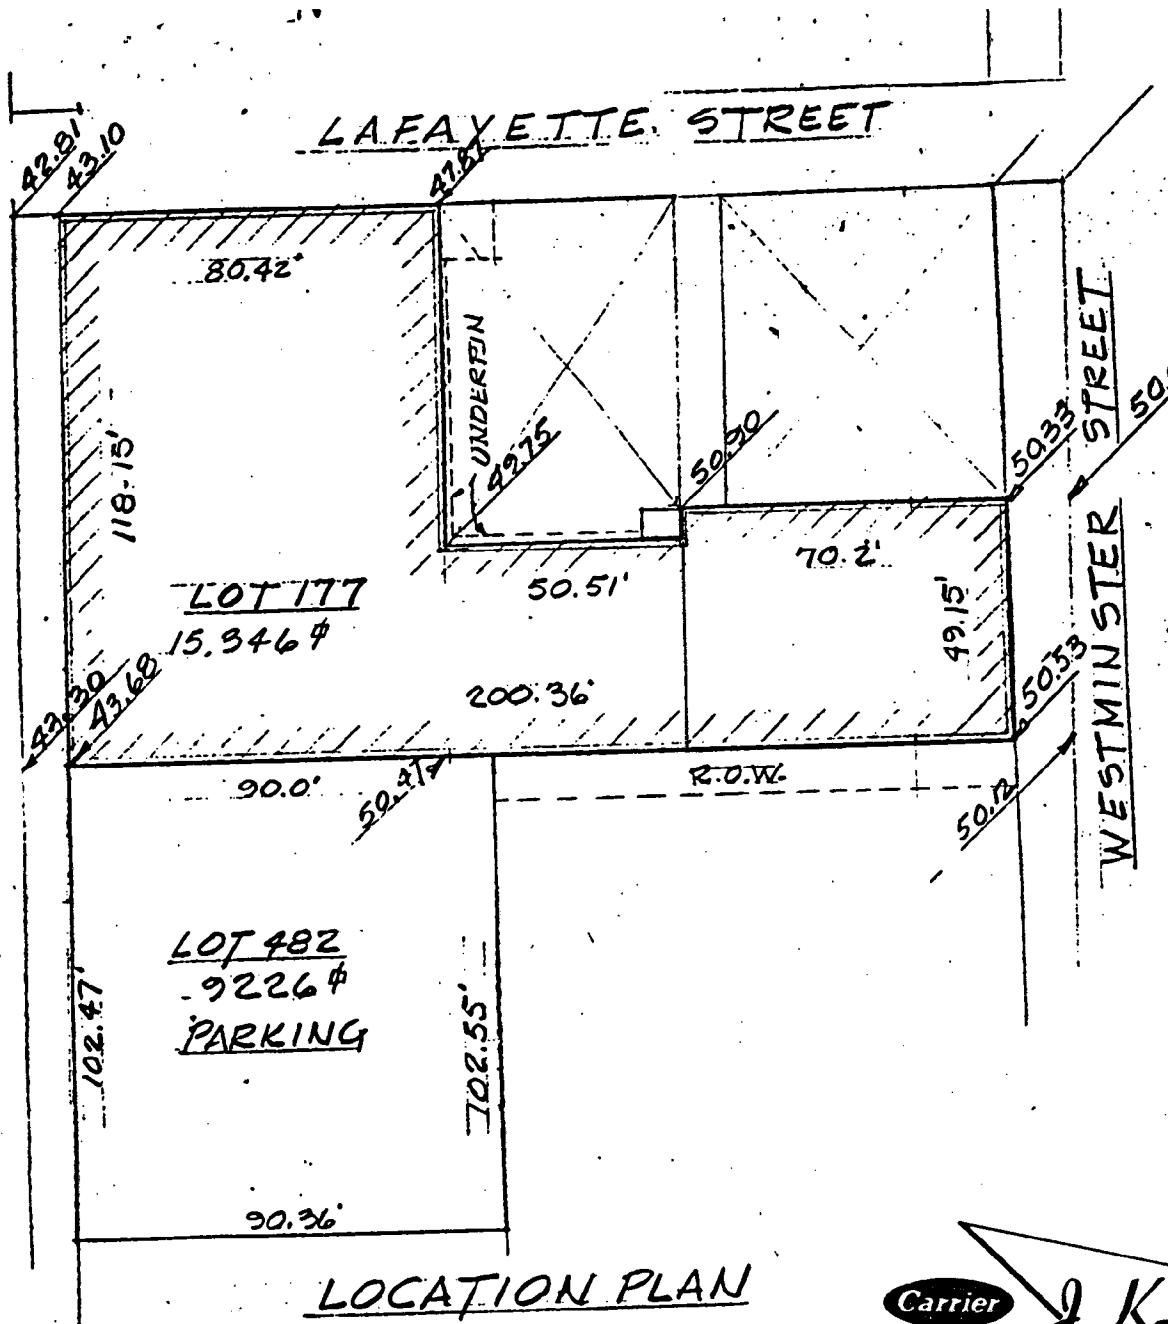 LAFAYETTE STREET
42.81'
43.10
47.87
80.42'
118.15'
UNDERPIN
49.75
50.90
50.33
STREET
50.
WESTMINSTER
70.2'
50.51'
49.15'
LOT 177
15.346 ⏀
43.30
43.68
200.36'
50.53
90.0'
50.47
R.O.W.
50.12
LOT 482
9226 ⏀
PARKING
102.47'
102.55'
90.36'
LOCATION PLAN
Carrier